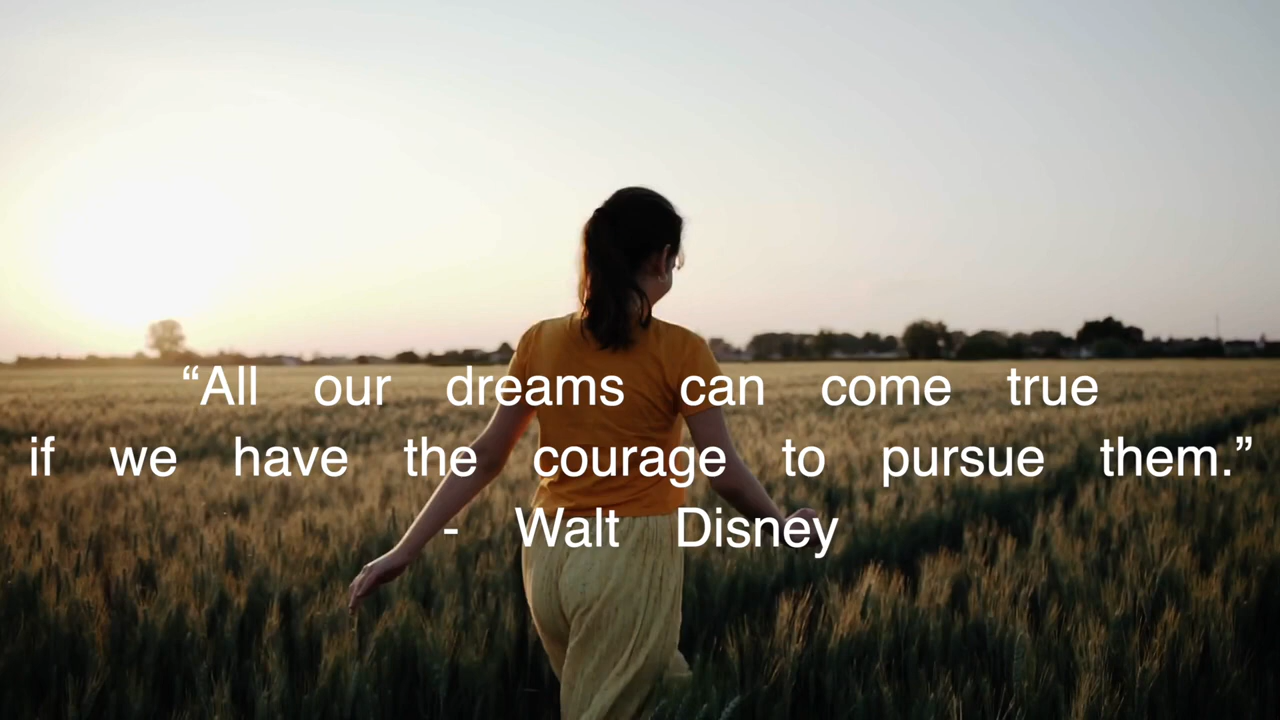 “All our dreams can come true
if we have the courage to pursue them.”
- Walt Disney